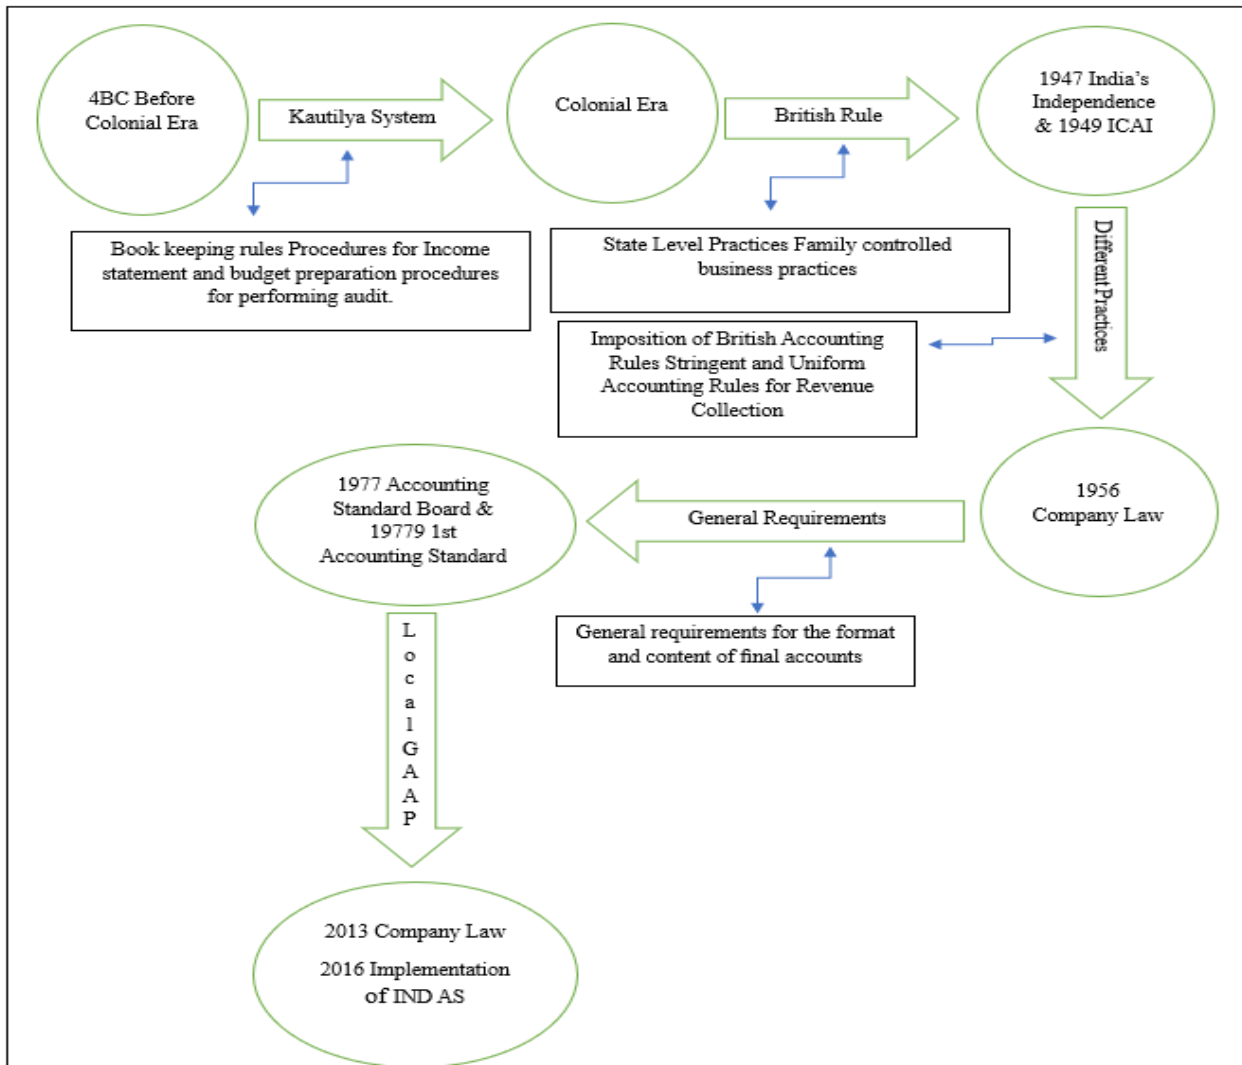 4BC Before
Colonial Era
Kautilya System
Colonial Era
British Rule
1947 India's
Independence
& 1949 ICAI
Book keeping rules Procedures for Income
statement and budget preparation procedures
for performing audit.
State Level Practices Family controlled
business practices
Different Practices
Imposition of British Accounting
Rules Stringent and Uniform
Accounting Rules for Revenue
Collection
1956
Company Law
General Requirements
1977 Accounting
Standard Board &
19779 1st
Accounting Standard
General requirements for the format
and content of final accounts
L
o
c
a
l
G
A
A
P
2013 Company Law
2016 Implementation
of IND AS